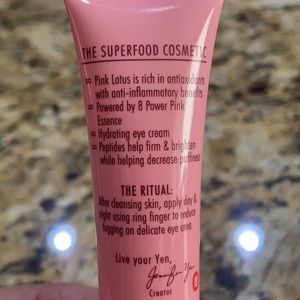 THE SUPERFOOD COSMETIC
∞ Pink Lotus is rich in antioxidants
with anti-inflammatory benefits
∞ Powered by 8 Power Pink
Essence
∞ Hydrating eye cream
∞ Peptides help firm & brighten
while helping decrease puffiness
THE RITUAL:
After cleansing skin, apply day &
night using ring finger to reduce
tugging on delicate eye area.
Live your Yen,
Jennifer Yen
Creator